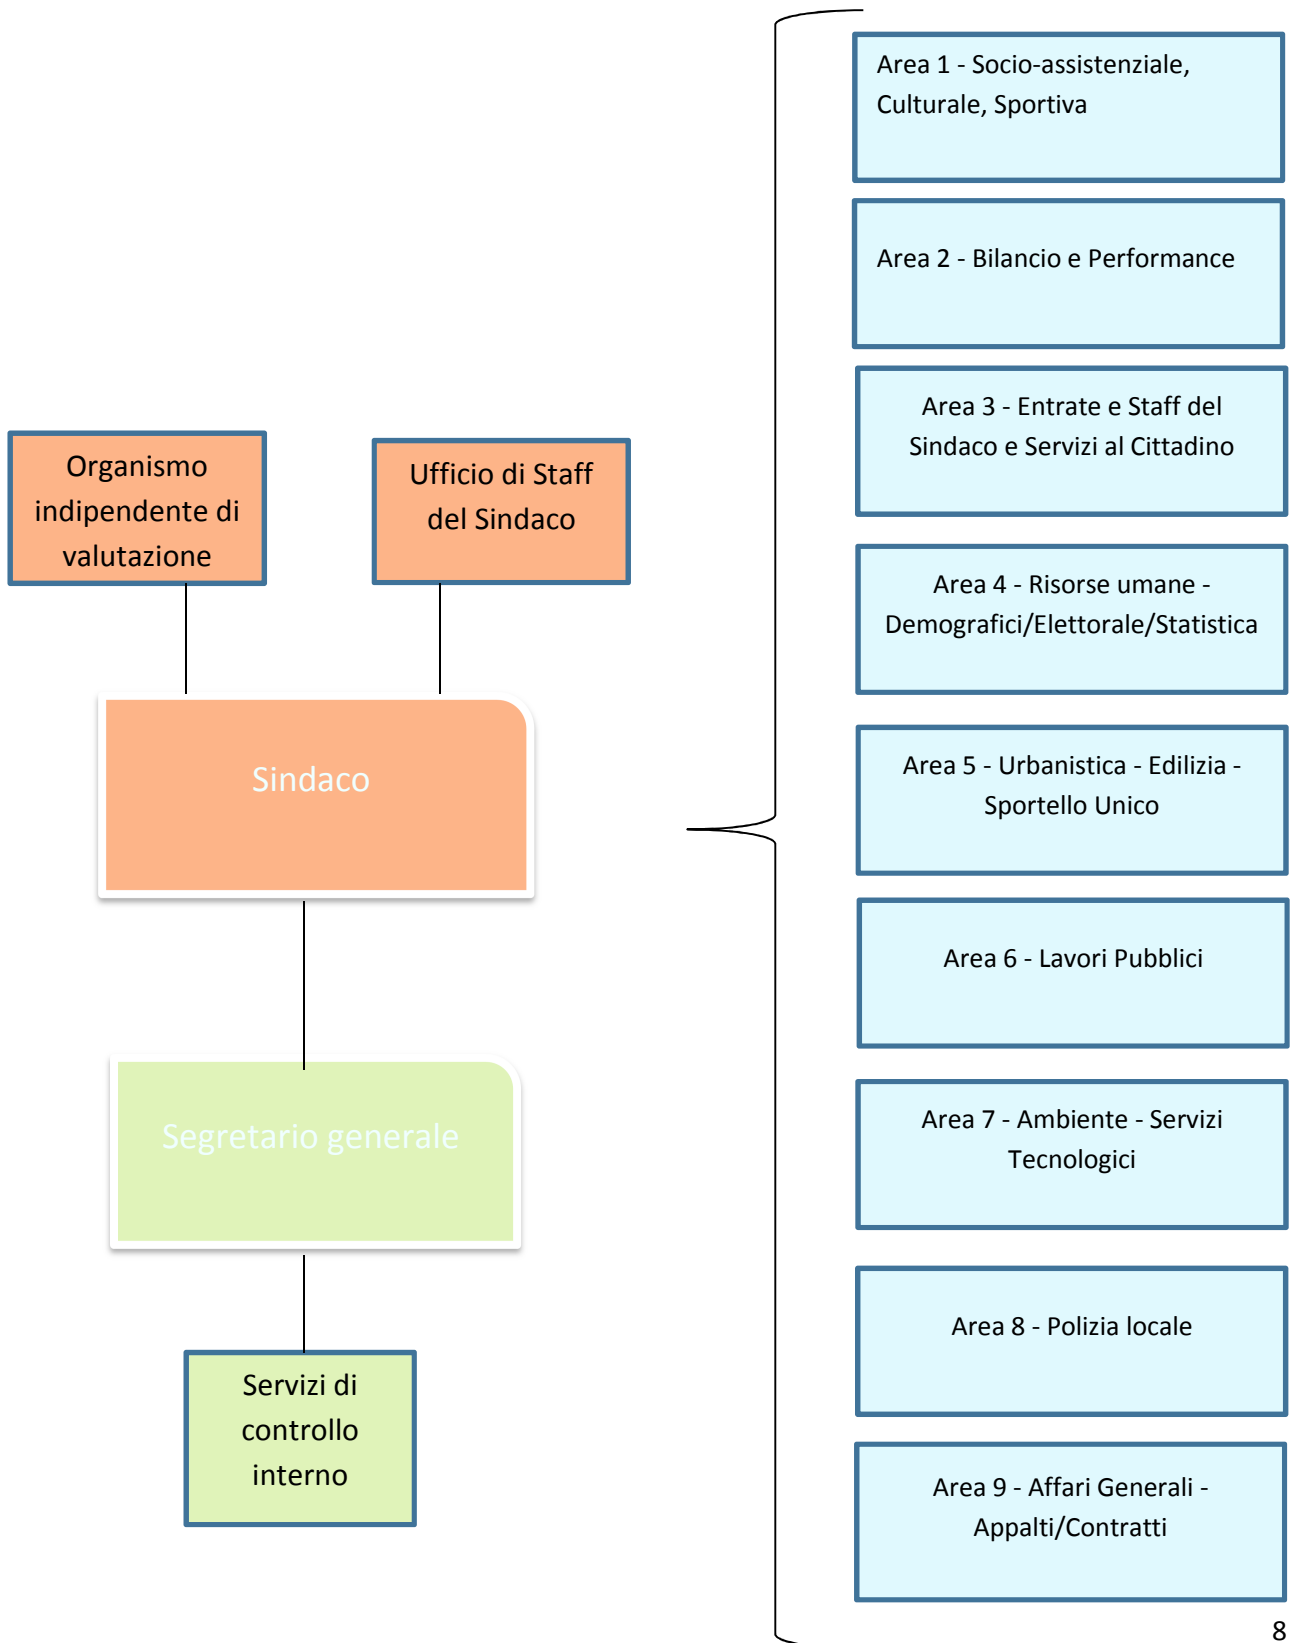 Organismo
indipendente di
valutazione
Ufficio di Staff
del Sindaco
Sindaco
Segretario generale
Servizi di
controllo
interno
Area 1 - Socio-assistenziale,
Culturale, Sportiva
Area 2 - Bilancio e Performance
Area 3 - Entrate e Staff del
Sindaco e Servizi al Cittadino
Area 4 - Risorse umane -
Demografici/Elettorale/Statistica
Area 5 - Urbanistica - Edilizia -
Sportello Unico
Area 6 - Lavori Pubblici
Area 7 - Ambiente - Servizi
Tecnologici
Area 8 - Polizia locale
Area 9 - Affari Generali -
Appalti/Contratti
8